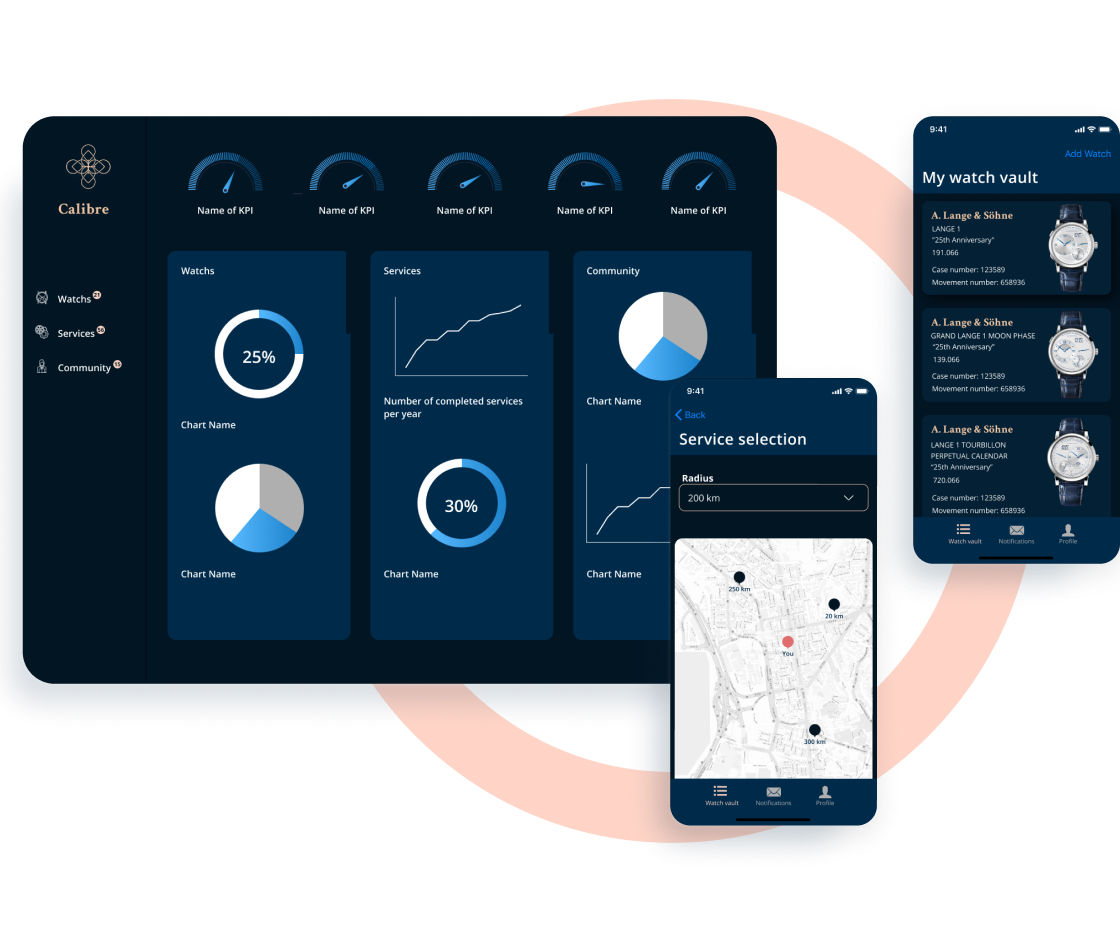 Calibre
Watchs 21
Services
Community
Name of KPI
Name of KPI
Name of KPI
Name of KPI
Name of KPI
Watchs
25%
Chart Name
Chart Name
Services
Number of completed services
per year
30%
Chart Name
Community
Chart Name
Chart Name
9:41
Back
Service selection
Radius
200 km
250 km
20 km
You
300 km
Watch vault
Notifications
Profile
9:41
Add Watch
My watch vault
A. Lange & Söhne
LANGE 1
"25th Anniversary"
191.066
Case number: 123589
Movement number: 658936
A. Lange & Söhne
GRAND LANGE 1 MOON PHASE
"25th Anniversary"
139.066
Case number: 123589
Movement number: 658936
A. Lange & Söhne
LANGE 1 TOURBILLON
PERPETUAL CALENDAR
"25th Anniversary"
720.066
Case number: 123589
Movement number: 658936
Watch vault
Notifications
Profile